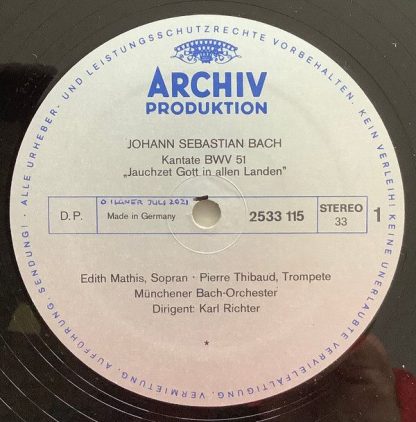 · ALLE URHEBER- UND LEISTUNGSSCHUTZRECHTE VORBEHALTEN. KEIN VERLEIH! KEINE UNERLAUBTE VERVIELFÄLTIGUNG, VERMIETUNG, AUFFÜHRUNG, SENDUNG!
ARCHIV
PRODUKTION
JOHANN SEBASTIAN BACH
Kantate BWV 51
„Jauchzet Gott in allen Landen”
JULI 2021
D. P. Made in Germany 2533 115 STEREO 33 1
Edith Mathis, Sopran · Pierre Thibaud, Trompete
Münchener Bach-Orchester
Dirigent: Karl Richter
*